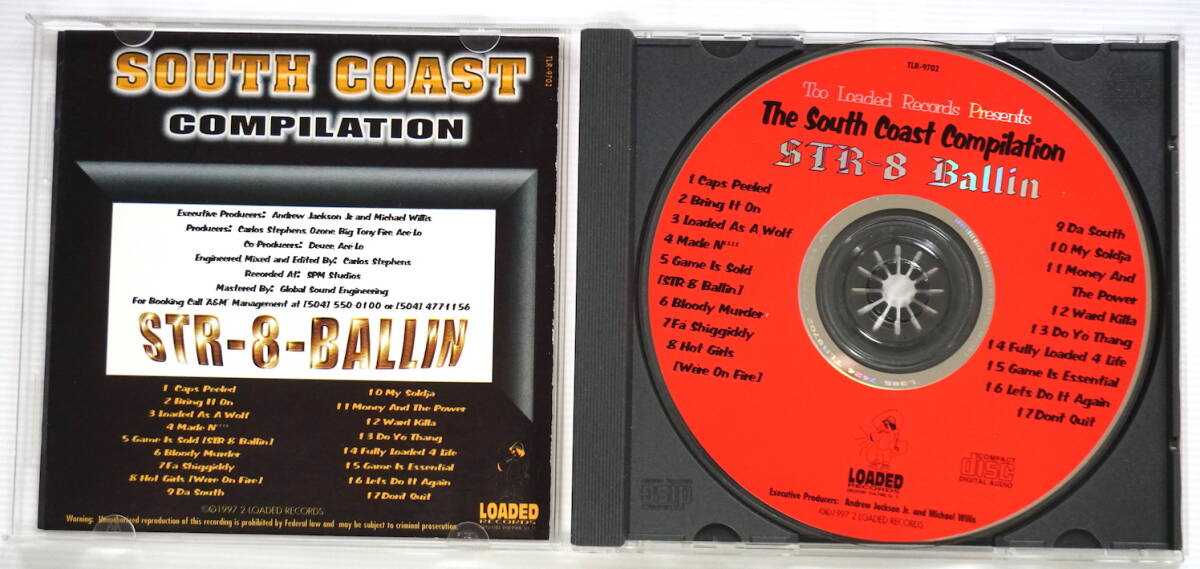 SOUTH COAST
TLR-9702
COMPILATION
Executive Producers: Andrew Jackson Jr. and Michael Willis
Producers: Carlos Stephens, Ozone, Big Tony Fire, Ace Lo
Co Producers: Deuce, Ace Lo
Engineered Mixed and Edited By: Carlos Stephens
Recorded At: SPM Studios
Mastered By: Global Sound Engineering
For Booking Call "A&M" Management at [504] 550-0100 or [504] 4771156
STR-8-BALLIN
1 Caps Peeled
2 Bring It On
3 Loaded As A Wolf
4 Made N****
5 Game Is Sold [STR 8 Ballin]
6 Bloody Murder
7 Fa Shiggiddy
8 Hot Girls [Were On Fire]
9 Da South
10 My Soldja
11 Money And The Power
12 Ward Killa
13 Do Yo Thang
14 Fully Loaded 4 Life
15 Game Is Essential
16 Let's Do It Again
17 Don't Quit
LOADED
RECORDS
©℗1997 2 LOADED RECORDS
Warning: Unauthorized reproduction of this recording is prohibited by Federal law and may be subject to criminal prosecution.
TLR-9702
Too Loaded Records Presents
The South Coast Compilation
STR-8 Ballin
1 Caps Peeled
2 Bring It On
3 Loaded As A Wolf
4 Made N****
5 Game Is Sold
[STR 8 Ballin]
6 Bloody Murder
7 Fa Shiggiddy
8 Hot Girls
[Were On Fire]
9 Da South
10 My Soldja
11 Money And
The Power
12 Ward Killa
13 Do Yo Thang
14 Fully Loaded 4 Life
15 Game Is Essential
16 Let's Do It Again
17 Don't Quit
LOADED
RECORDS
COMPACT
disc
DIGITAL AUDIO
Executive Producers: Andrew Jackson Jr. and Michael Willis
©℗1997 2 LOADED RECORDS